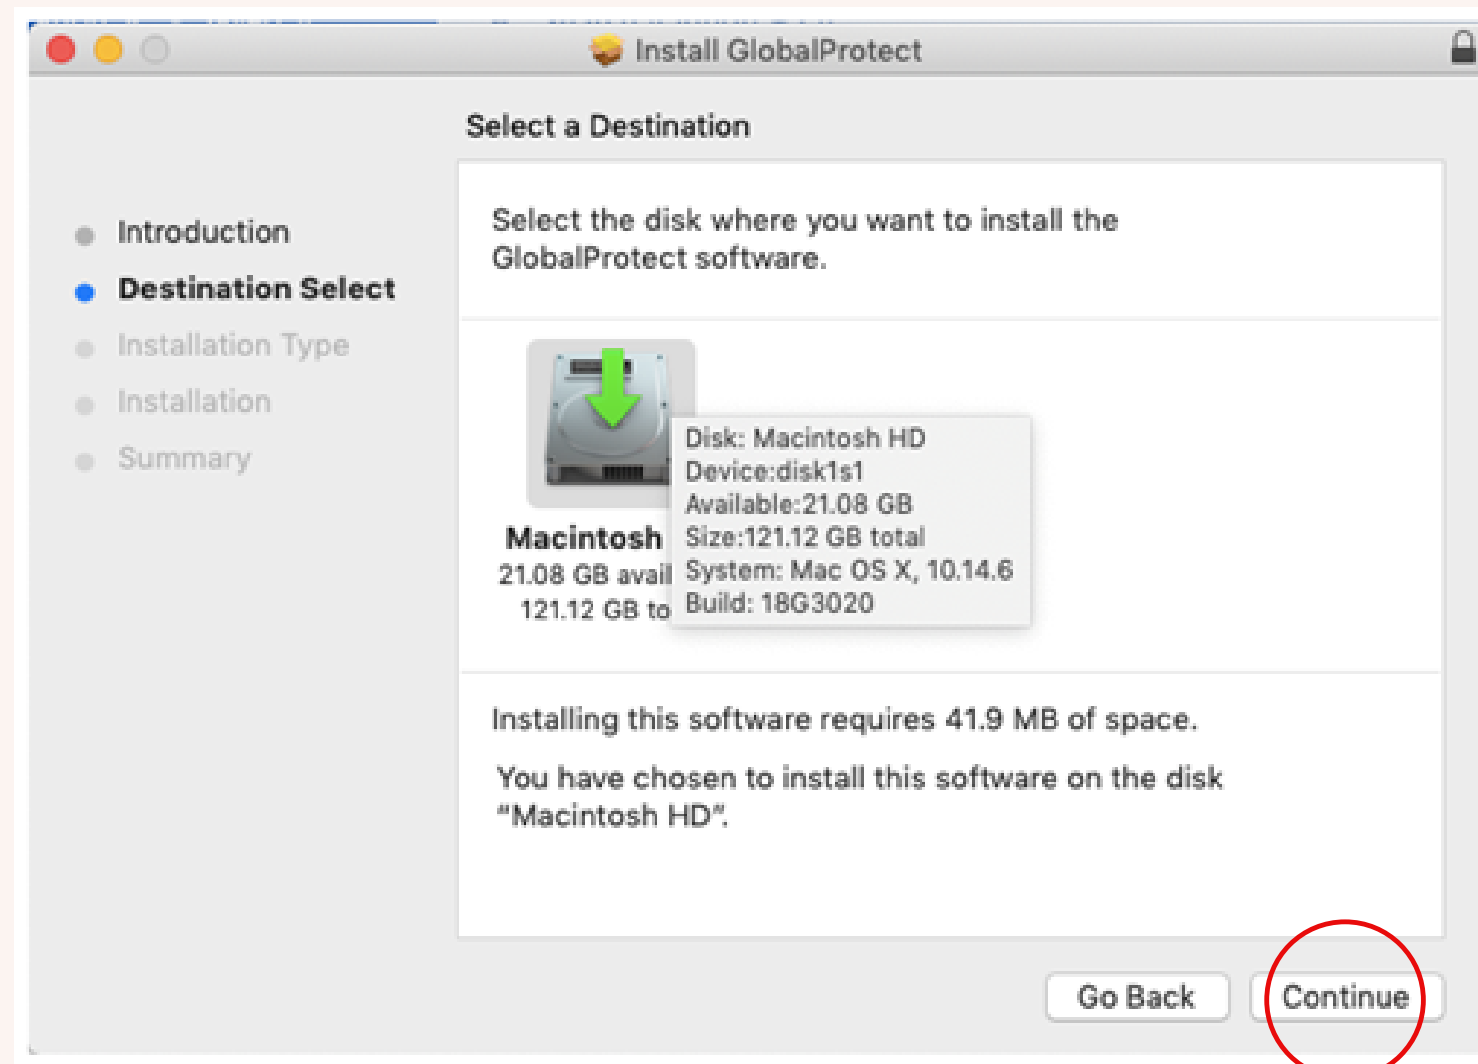 Install GlobalProtect
Select a Destination
Introduction
Destination Select
Installation Type
Installation
Summary
Select the disk where you want to install the
GlobalProtect software.
Macintosh
21.08 GB avail
121.12 GB to
Disk: Macintosh HD
Device:disk1s1
Available:21.08 GB
Size:121.12 GB total
System: Mac OS X, 10.14.6
Build: 18G3020
Installing this software requires 41.9 MB of space.
You have chosen to install this software on the disk
“Macintosh HD”.
Go Back
Continue